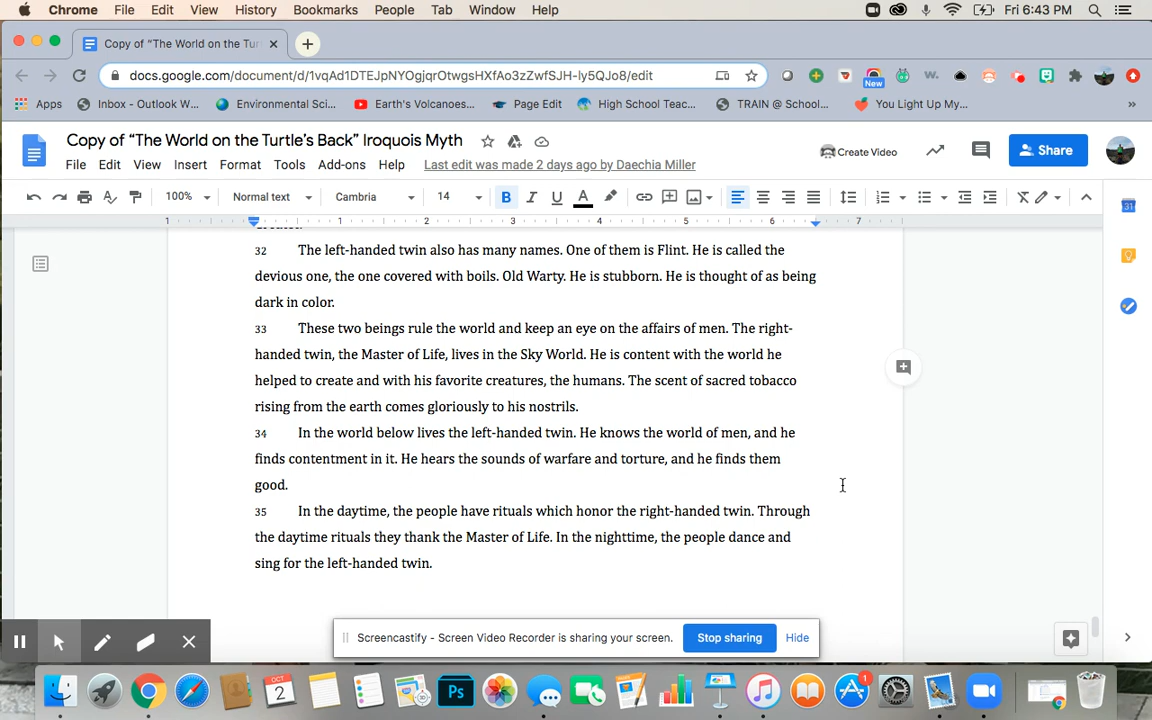 Chrome File Edit View History Bookmarks People Tab Window Help Fri 6:43 PM
Copy of “The World on the Tur
docs.google.com/document/d/1vqAd1DTEJpNYOgjqrOtwgsHXfAo3zZwfSJH-ly5QJo8/edit
New
Apps Inbox - Outlook W... Environmental Sci... Earth's Volcanoes... Page Edit High School Teac... TRAIN @ School... You Light Up My... »
Copy of “The World on the Turtle’s Back” Iroquois Myth
Create Video Share
File Edit View Insert Format Tools Add-ons Help Last edit was made 2 days ago by Daechia Miller
100% Normal text Cambria 14 B I U A
1 1 2 3 4 5 6 7
32 The left-handed twin also has many names. One of them is Flint. He is called the
devious one, the one covered with boils. Old Warty. He is stubborn. He is thought of as being
dark in color.
33 These two beings rule the world and keep an eye on the affairs of men. The right-
handed twin, the Master of Life, lives in the Sky World. He is content with the world he
helped to create and with his favorite creatures, the humans. The scent of sacred tobacco
rising from the earth comes gloriously to his nostrils.
34 In the world below lives the left-handed twin. He knows the world of men, and he
finds contentment in it. He hears the sounds of warfare and torture, and he finds them
good.
35 In the daytime, the people have rituals which honor the right-handed twin. Through
the daytime rituals they thank the Master of Life. In the nighttime, the people dance and
sing for the left-handed twin.
Screencastify - Screen Video Recorder is sharing your screen. Stop sharing Hide
OCT
2
Ps
1